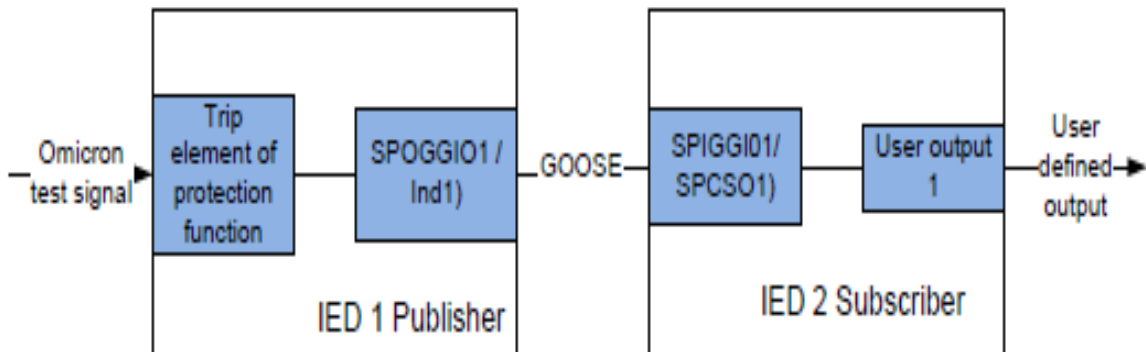 Omicron
test signal
Trip
element of
protection
function
SPOGGIO1 /
Ind1)
GOOSE
SPIGGI01/
SPCSO1)
User output
1
User
defined
output
IED 1 Publisher
IED 2 Subscriber